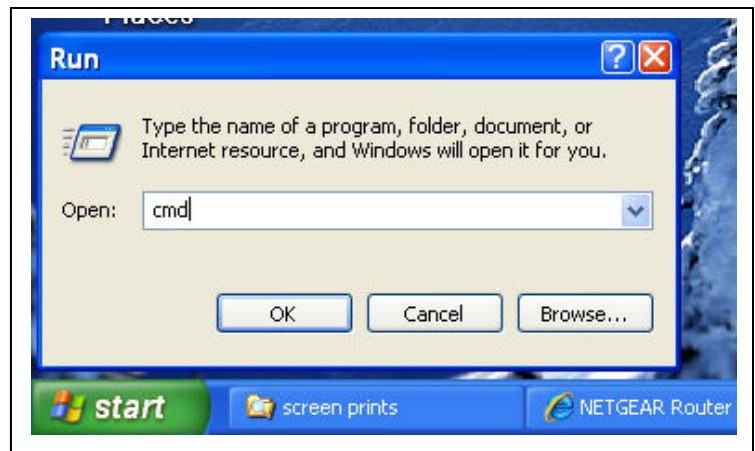 Places
Run
Type the name of a program, folder, document, or
Internet resource, and Windows will open it for you.
Open: cmd
OK Cancel Browse...
start screen prints NETGEAR Router